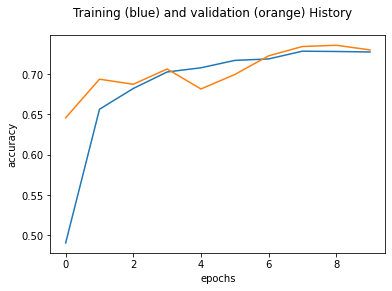 Training (blue) and validation (orange) History
0.70
0.65
0.60
0.55
0.50
accuracy
0 2 4 6 8
epochs